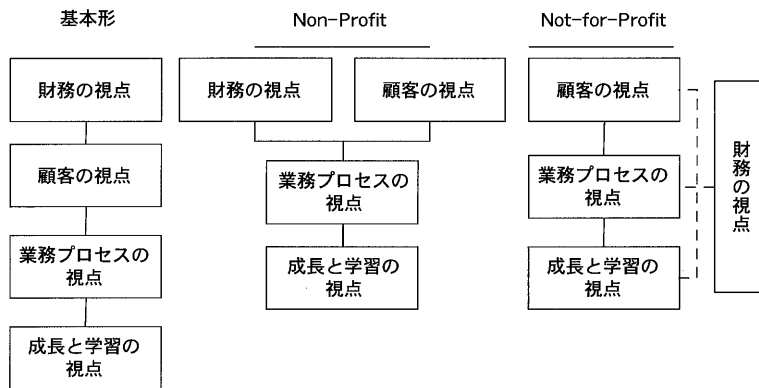 基本形
財務の視点
顧客の視点
業務プロセスの
視点
成長と学習の
視点
Non-Profit
財務の視点
顧客の視点
業務プロセスの
視点
成長と学習の
視点
Not-for-Profit
顧客の視点
業務プロセスの
視点
成長と学習の
視点
財務の視点